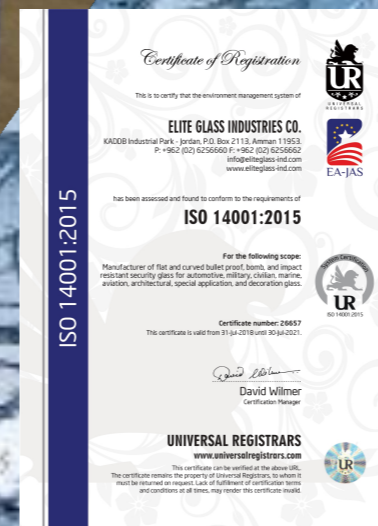 Certificate of Registration
This is to certify that the environment management system of
ELITE GLASS INDUSTRIES CO.
KADDB Industrial Park - Jordan, P.O. Box 2113, Amman 11953.
P: +962 (02) 6256660 F: +962 (02) 6256662
info@eliteglass-ind.com
www.eliteglass-ind.com
has been assessed and found to conform to the requirements of
ISO 14001:2015
For the following scope:
Manufacturer of flat and curved bullet proof, bomb, and impact
resistant security glass for automotive, military, civilian, marine,
aviation, architectural, special application, and decoration glass.
Certificate number: 26657
This certificate is valid from 31-Jul-2018 until 30-Jul-2021.
David Wilmer
David Wilmer
Certification Manager
UNIVERSAL REGISTRARS
www.universalregistrars.com
This certificate can be verified at the above URL.
The certificate remains the property of Universal Registrars, to whom it
must be returned on request. Lack of fulfillment of certification terms
and conditions at all times, may render this certificate invalid.
ISO 14001:2015
UR
UNIVERSAL
REGISTRARS
EA-JAS
System Certification
UR
ISO 14001:2015
UR